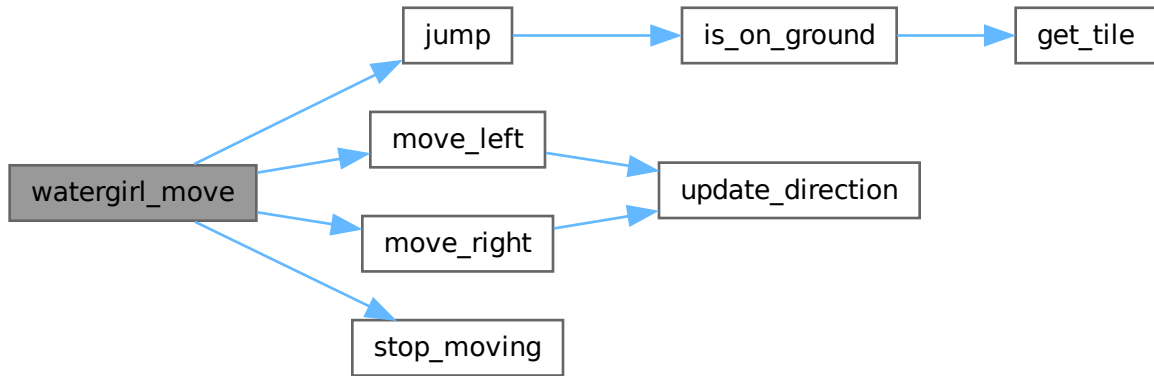 watergirl_move
jump
is_on_ground
get_tile
move_left
update_direction
move_right
stop_moving